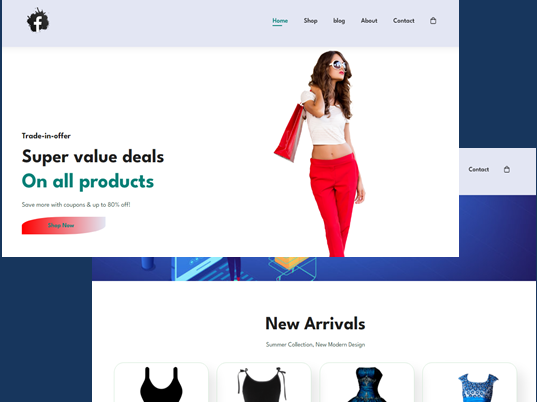 Home Shop blog About Contact
Trade-in-offer
Super value deals
On all products
Save more with coupons & up to 80% off!
Shop Now
Contact
New Arrivals
Summer Collection, New Modern Design